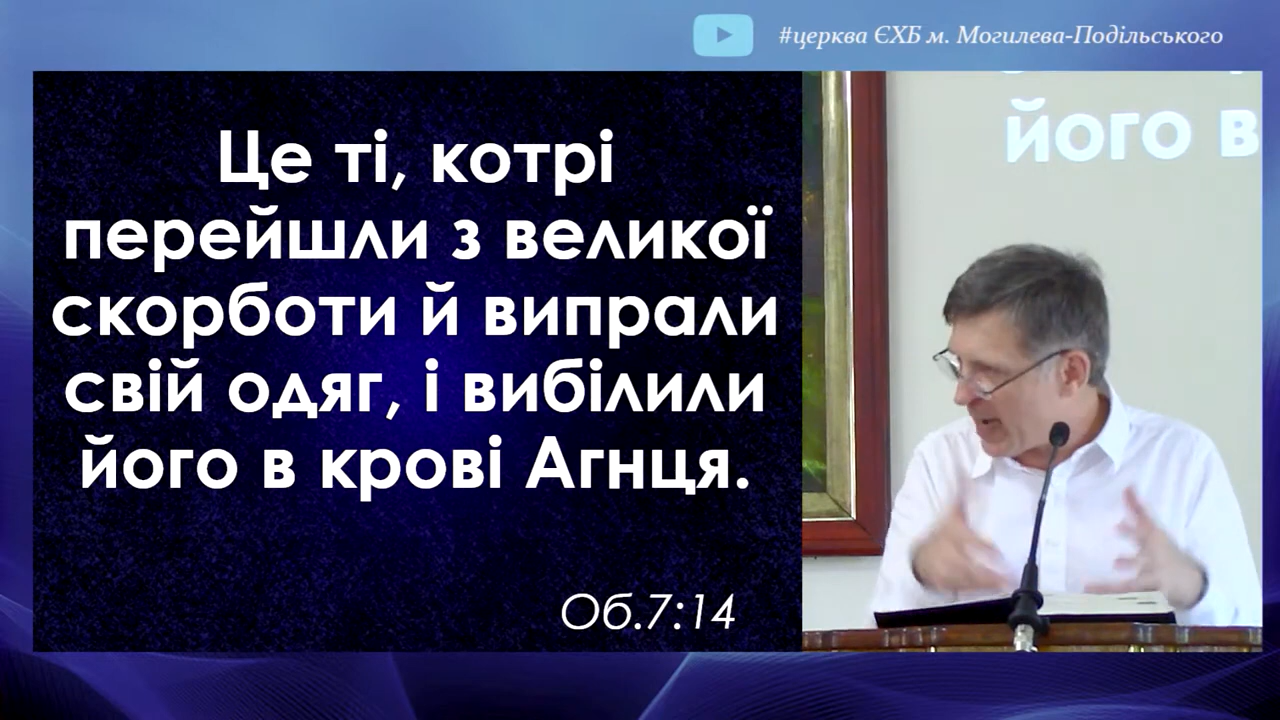 #церква ЄХБ м. Могилева-Подільського
Це ті, котрі
перейшли з великої
скорботи й випрали
свій одяг, і вибілили
його в крові Агнця.
Об.7:14
його в